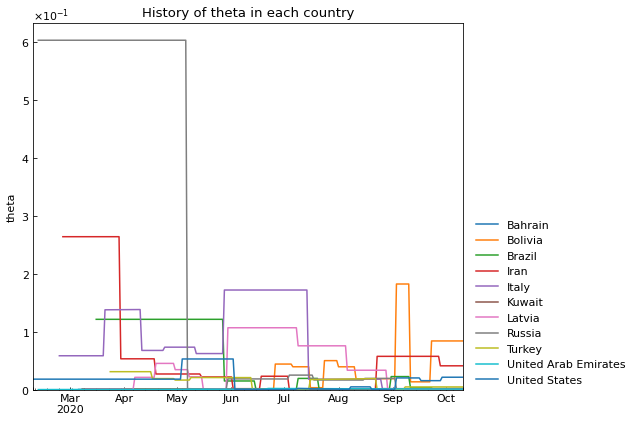 History of theta in each country
×10⁻¹
6
5
4
3
2
1
0
theta
Mar
2020
Apr
May
Jun
Jul
Aug
Sep
Oct
Bahrain
Bolivia
Brazil
Iran
Italy
Kuwait
Latvia
Russia
Turkey
United Arab Emirates
United States